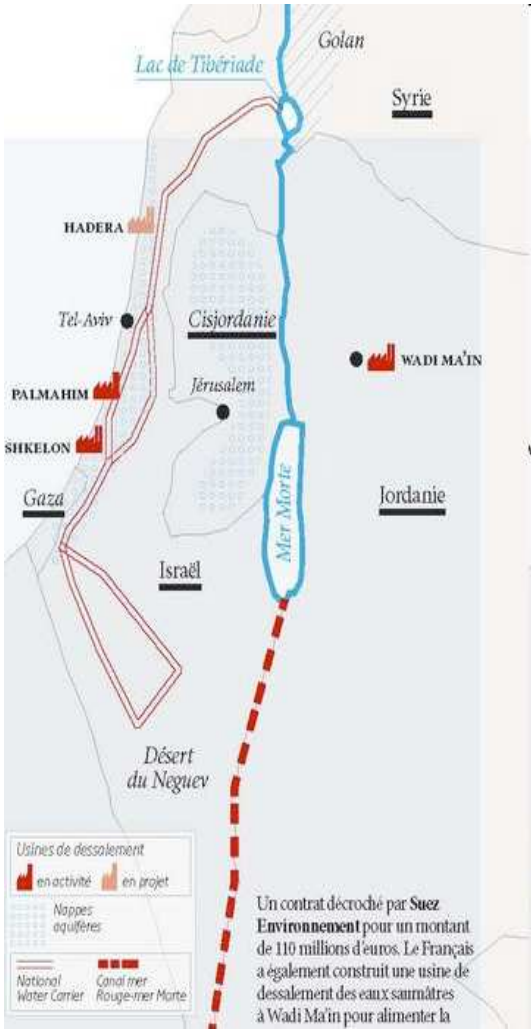 Golan
Lac de Tibériade
Syrie
HADERA
Tel-Aviv
Cisjordanie
WADI MA'IN
PALMAHIM
Jérusalem
SHKELON
Gaza
Mer Morte
Jordanie
Israël
Désert
du Neguev
Usines de dessalement
en activité
en projet
Nappes
aquifères
National
Water Carrier
Canal mer
Rouge-mer Morte
Un contrat décroché par Suez
Environnement pour un montant
de 110 millions d'euros. Le Français
a également construit une usine de
dessalement des eaux saumâtres
à Wadi Ma'in pour alimenter la